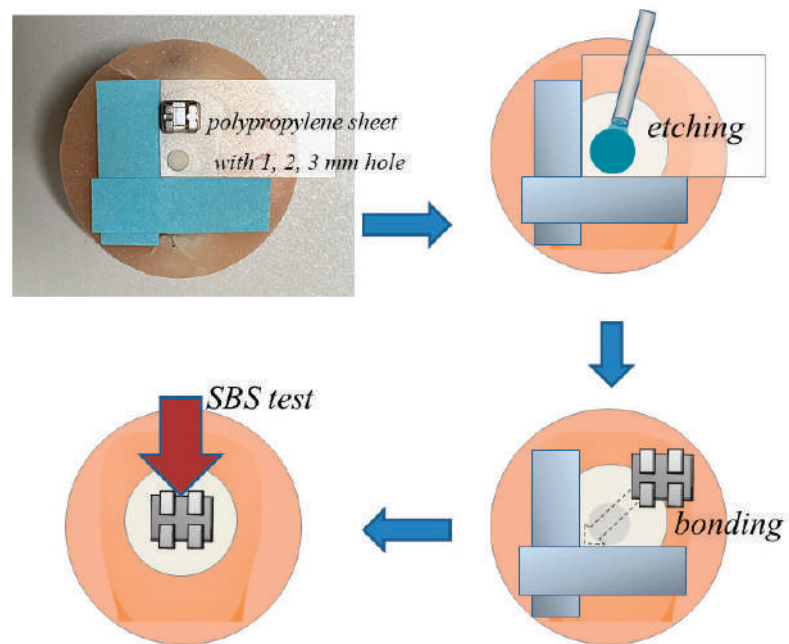 polypropylene sheet
with 1, 2, 3 mm hole
etching
SBS test
bonding